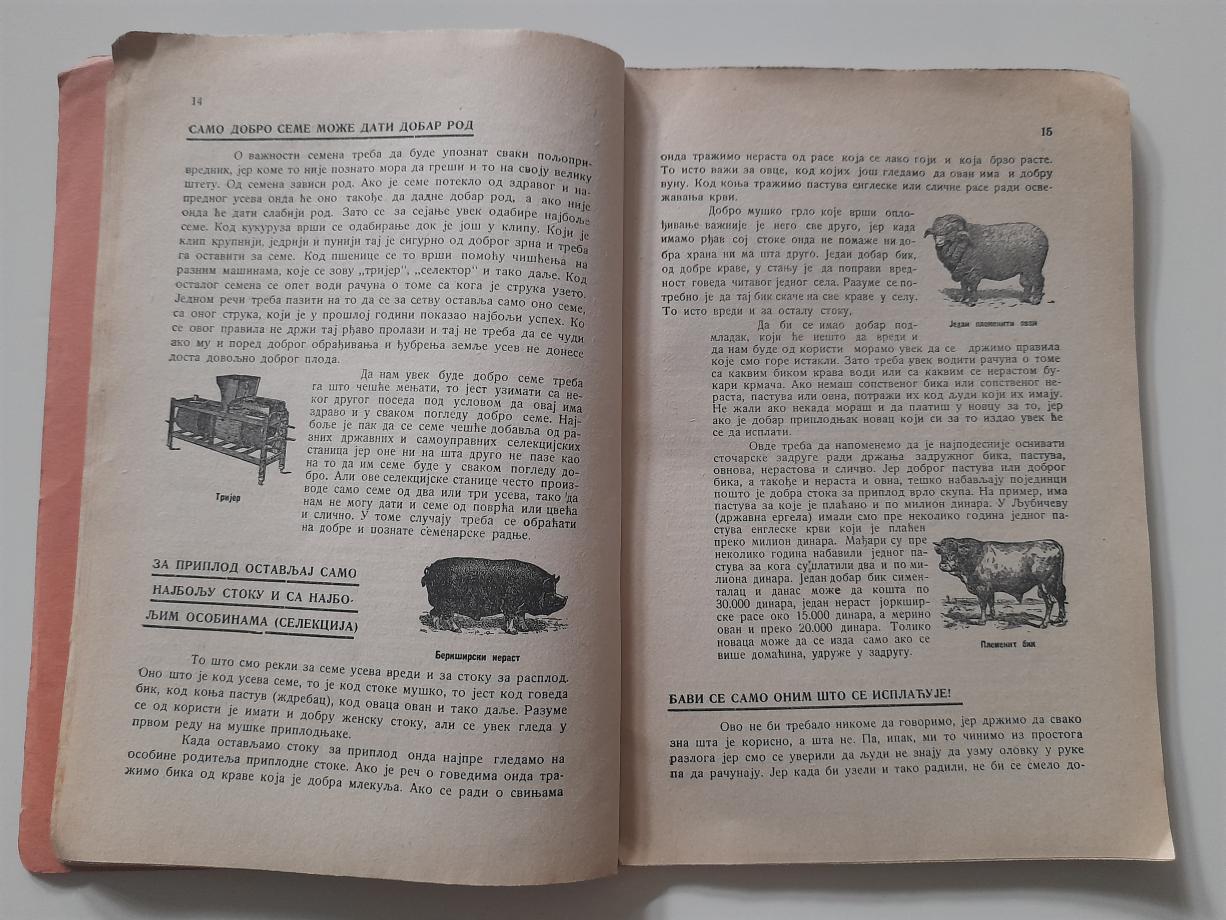 14
САМО ДОБРО СЕМЕ МОЖЕ ДАТИ ДОБАР РОД
О важности семена треба да буде упознат сваки пољопри-
вредник, јер коме то није познато мора да греши и то на своју велику
штету. Од семена зависи род. Ако је семе потекло од здравог и на-
предног усева онда ће оно такође да дадне добар род, а ако није
онда ће дати слабији род. Зато се за сејање увек одабире најбоље
семе. Код кукуруза врши се одабирање док је још у клипу. Који је
клип крупнији, једрији и пунији тај је сигурно од доброг зрна и треба
га оставити за семе. Код пшенице се то врши помоћу чишћења на
разним машинама, које се зову „тријер", „селектор" и тако даље. Код
осталог семена се опет води рачуна о томе са кога је струка узето.
Једном речи треба пазити на то да се за сетву оставља само оно семе,
са оног струка, који је у прошлој години показао најбољи успех. Ко
се овог правила не држи тај рђаво пролази и тај не треба да се чуди
ако му и поред доброг обрађивања и ђубрења земље усев не донесе
доста довољно доброг плода.
Да нам увек буде добро семе треба
га што чешће мењати, то јест узимати са не-
ког другог поседа под условом да овај има
здраво и у сваком погледу добро семе. Нај-
боље је пак да се семе чешће добавља од ра-
зних државних и самоуправних селекцијских
станица јер оне ни на шта друго не пазе као
на то да им семе буде у сваком погледу до-
бро. Али ове селекцијске станице често произ-
воде само семе од два или три усева, тако да
нам не могу дати и семе од поврћа или цвећа
и слично. У томе случају треба се обраћати
на добре и познате семенарске радње.
Тријер
ЗА ПРИПЛОД ОСТАВЉАЈ САМО
НАЈБОЉУ СТОКУ И СА НАЈБО-
ЉИМ ОСОБИНАМА (СЕЛЕКЦИЈА)
Беркширски нераст
То што смо рекли за семе усева вреди и за стоку за расплод.
Оно што је код усева семе, то је код стоке мушко, то јест код говеда
бик, код коња пастув (ждребац), код оваца ован и тако даље. Разуме
се од користи је имати и добру женску стоку, али се увек гледа у
првом реду на мушке приплодњаке.
Када остављамо стоку за приплод онда најпре гледамо на
особине родитеља приплодне стоке. Ако је реч о говедима онда тра-
жимо бика од краве која је добра млекуља. Ако се ради о свињама
15
онда тражимо нераста од расе која се лако гоји и која брзо расте.
То исто важи за овце, код којих још гледамо да ован има и добру
вуну. Код коња тражимо пастува енглеске или сличне расе ради осве-
жавања крви.
Добро мушко грло које врши опло-
ђивање важније је него све друго, јер када
имамо рђав сој стоке онда не помаже ни до-
бра храна ни ма шта друго. Један добар бик,
од добре краве, у стању је да поправи вред-
ност говеда читавог једног села. Разуме се по-
требно је да тај бик скаче на све краве у селу.
То исто вреди и за осталу стоку,
Један племенити ован
Да би се имао добар под-
младак, који ће нешто да вреди и
да нам буде од користи морамо увек да се држимо правила
које смо горе истакли. Зато треба увек водити рачуна о томе
са каквим биком крава води или са каквим се нерастом бу-
кари крмача. Ако немаш сопственог бика или сопственог не-
раста, пастува или овна, потражи их код људи који их имају.
Не жали ако некада мораш и да платиш у новцу за то, јер
ако је добар приплодњак новац који си за то издао увек ће
се да исплати.
Овде треба да напоменемо да је најподесније оснивати
сточарске задруге ради држања задружног бика, пастува,
овнова, нерастова и слично. Јер доброг пастува или доброг
бика, а такође и нераста и овна, тешко набављају појединци
пошто је добра стока за приплод врло скупа. На пример, има
пастува за које је плаћано и по милион динара. У Љубичеву
(државна ергела) имали смо пре неколико година једног па-
стува енглеске крви који је плаћен
преко милион динара. Мађари су пре
неколико година набавили једног па-
стува за кога су платили два и по ми-
лиона динара. Један добар бик симен-
талац и данас може да кошта по
30.000 динара, један нераст јоркшир-
ске расе око 15.000 динара, а мерино
ован и преко 20.000 динара. Толико
новаца може да се изда само ако се
више домаћина, удруже у задругу.
Племенит бик
БАВИ СЕ САМО ОНИМ ШТО СЕ ИСПЛАЋУЈЕ!
Ово не би требало никоме да говоримо, јер држимо да свако
зна шта је корисно, а шта не. Па, ипак, ми то чинимо из простога
разлога јер смо се уверили да људи не знају да узму оловку у руке
па да рачунају. Јер када би узели и тако радили, не би се смело до-